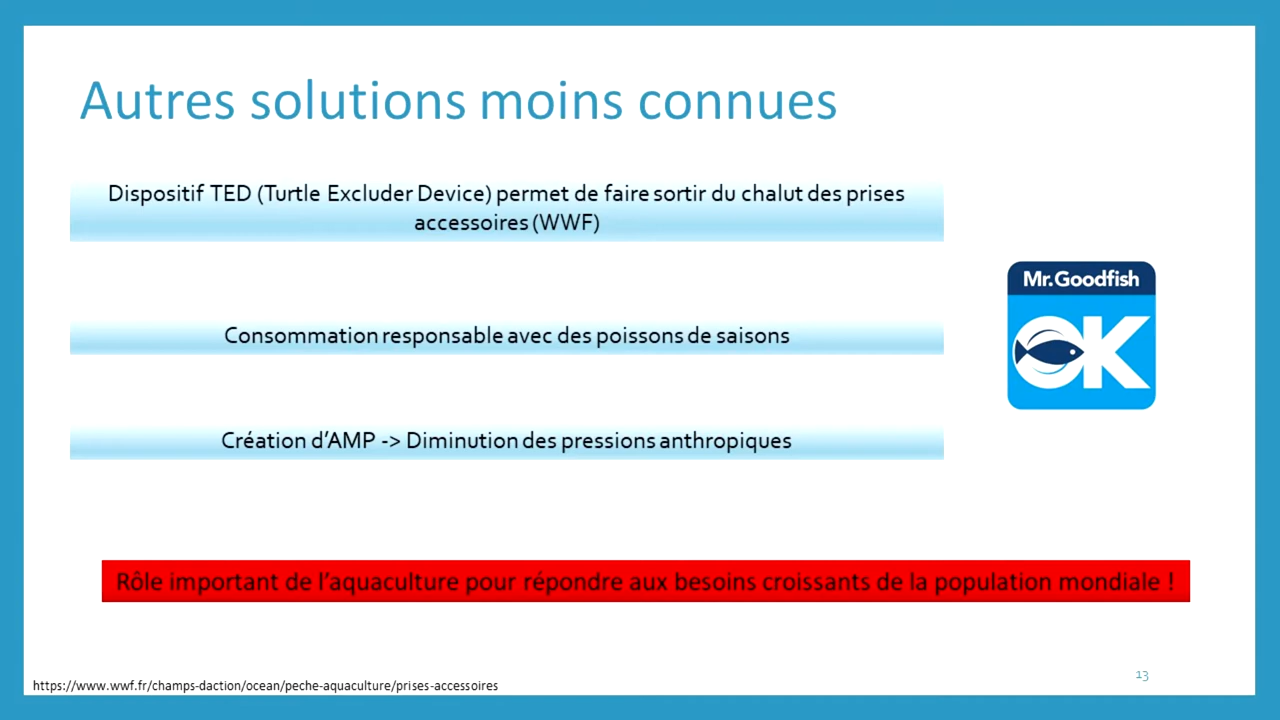 Autres solutions moins connues
Dispositif TED (Turtle Excluder Device) permet de faire sortir du chalut des prises
accessoires (WWF)
Mr.Goodfish
OK
Consommation responsable avec des poissons de saisons
Création d’AMP -> Diminution des pressions anthropiques
Rôle important de l’aquaculture pour répondre aux besoins croissants de la population mondiale !
13
https://www.wwf.fr/champs-daction/ocean/peche-aquaculture/prises-accessoires